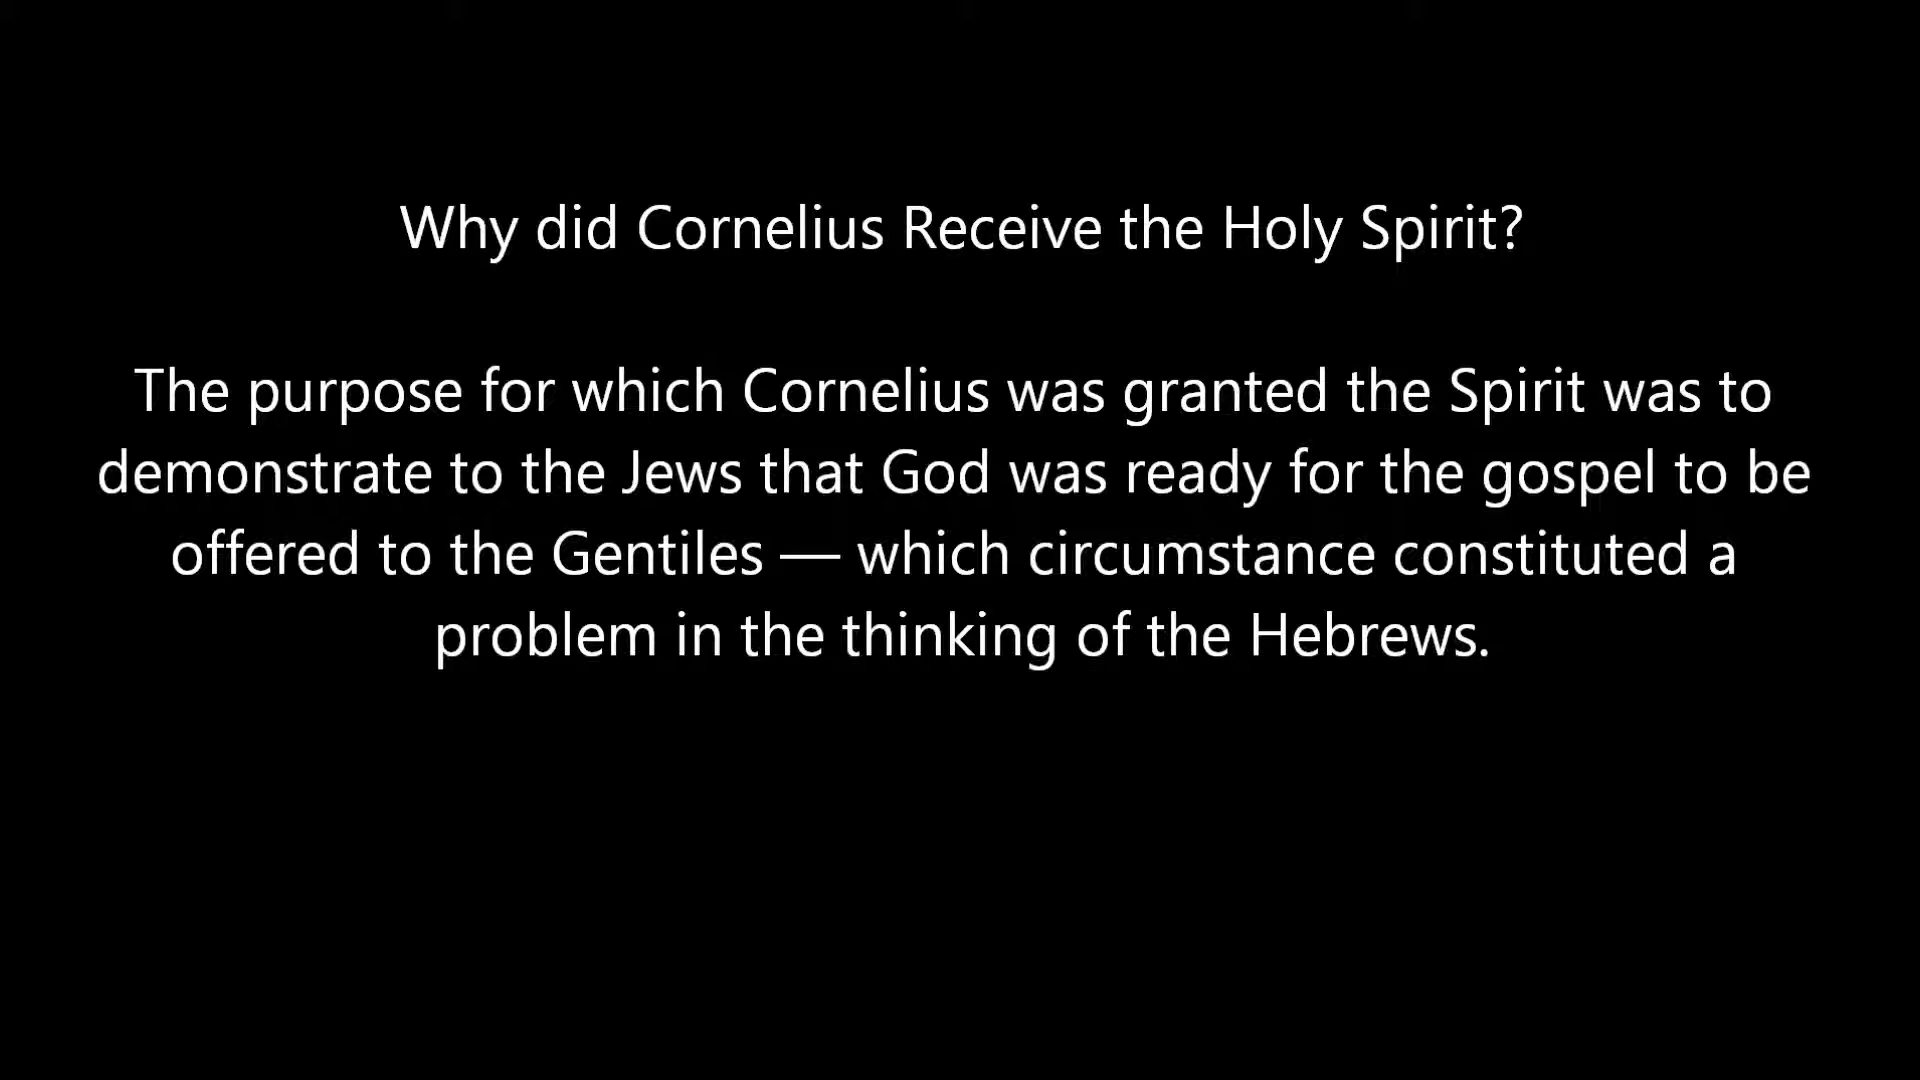 Why did Cornelius Receive the Holy Spirit?
The purpose for which Cornelius was granted the Spirit was to
demonstrate to the Jews that God was ready for the gospel to be
offered to the Gentiles — which circumstance constituted a
problem in the thinking of the Hebrews.